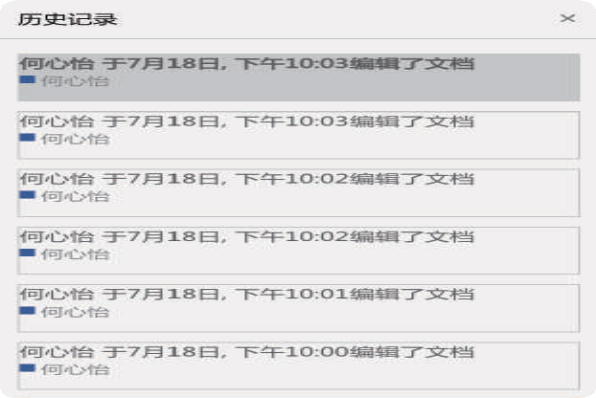 历史记录 ×
何心怡 于7月18日, 下午10:03编辑了文档
何心怡
何心怡 于7月18日, 下午10:03编辑了文档
何心怡
何心怡 于7月18日, 下午10:02编辑了文档
何心怡
何心怡 于7月18日, 下午10:02编辑了文档
何心怡
何心怡 于7月18日, 下午10:01编辑了文档
何心怡
何心怡 于7月18日, 下午10:00编辑了文档
何心怡